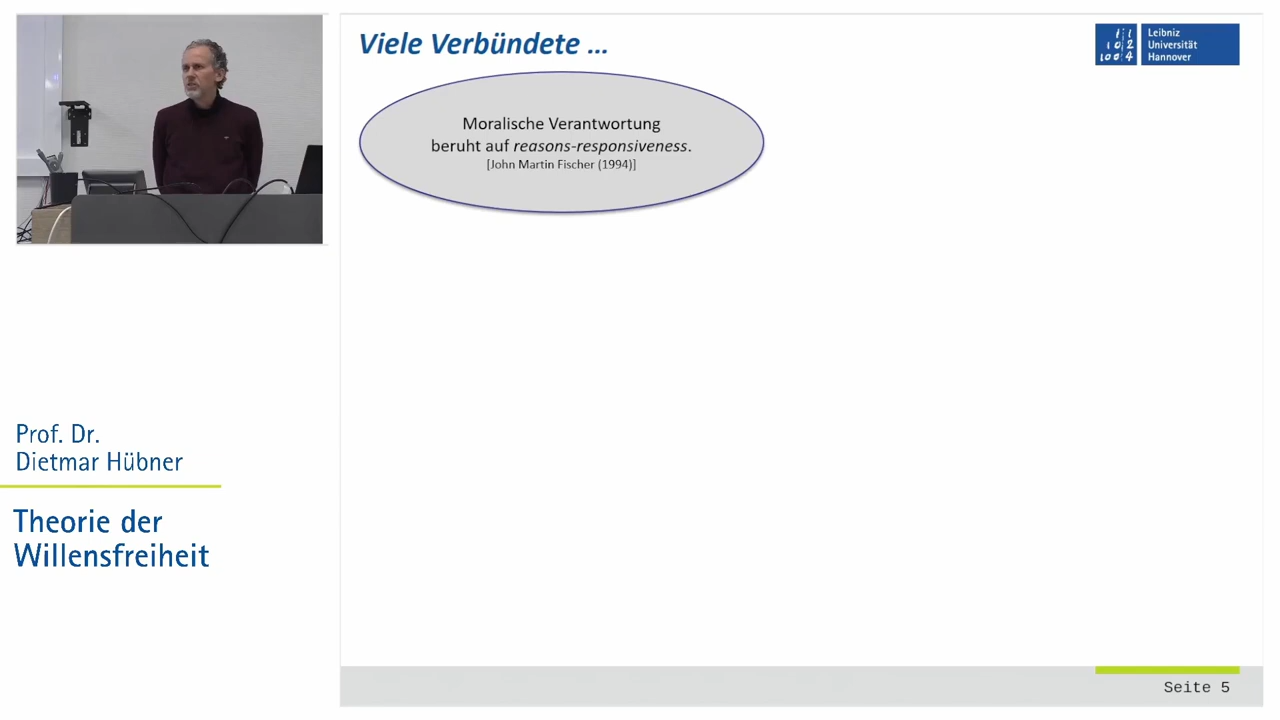 Viele Verbündete ...
Leibniz
Universität
Hannover
Moralische Verantwortung
beruht auf reasons-responsiveness.
[John Martin Fischer (1994)]
Prof. Dr.
Dietmar Hübner
Theorie der
Willensfreiheit
Seite 5